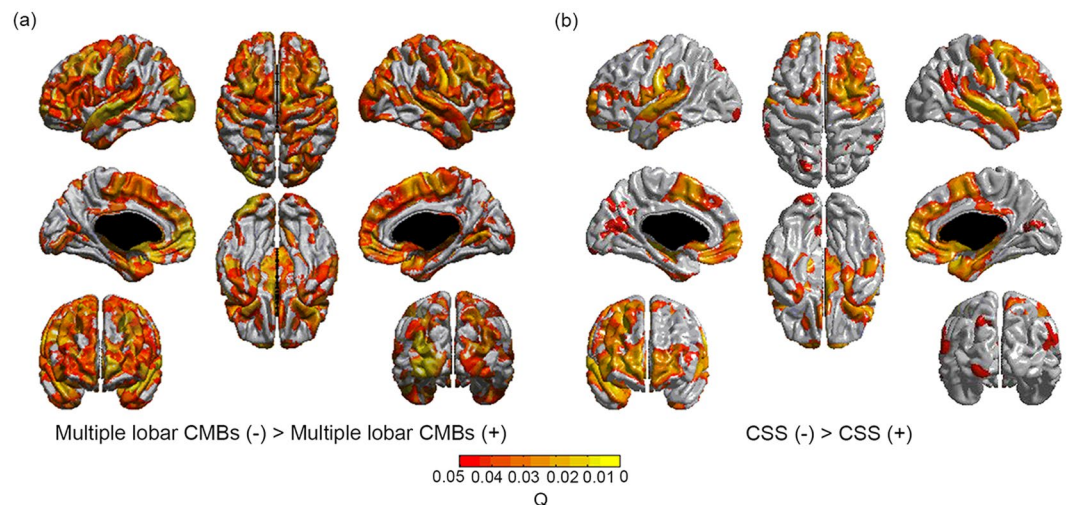 (a)
(b)
Multiple lobar CMBs (-) > Multiple lobar CMBs (+)
CSS (-) > CSS (+)
0.05 0.04 0.03 0.02 0.01 0
Q